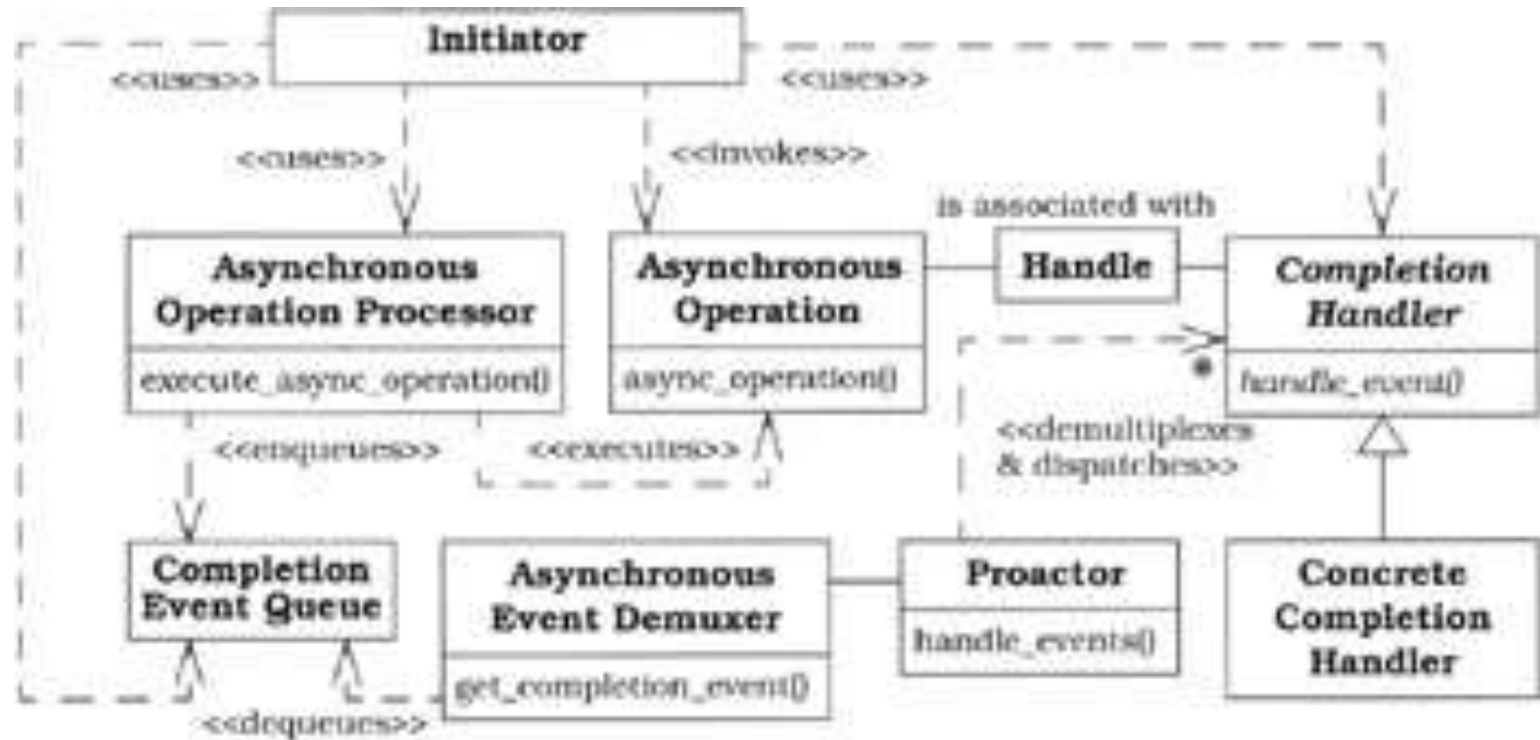 Initiator
<<uses>>
<<uses>>
<<uses>>
<<invokes>>
is associated with
Asynchronous
Operation Processor
execute_async_operation()
Asynchronous
Operation
async_operation()
Handle
Completion
Handler
handle_event()
<<enqueues>>
<<executes>>
<<demultiplexes
& dispatches>>
*
Completion
Event Queue
Asynchronous
Event Demuxer
get_completion_event()
Proactor
handle_events()
Concrete
Completion
Handler
<<dequeues>>